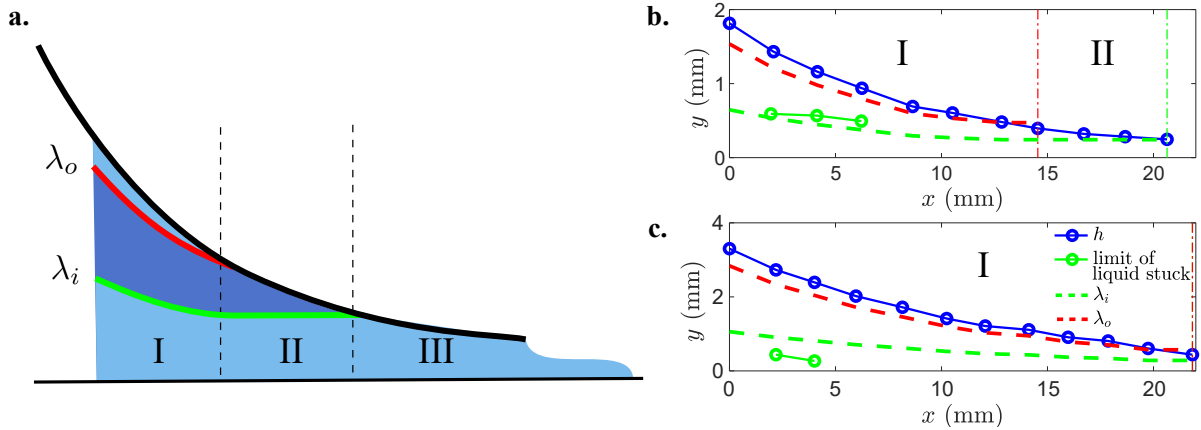 a.
λo
λi
I II III
b.
2
1
0
y (mm)
I II
0 5 10 15 20
x (mm)
c.
4
2
0
y (mm)
I
h
limit of
liquid stuck
λi
λo
0 5 10 15 20
x (mm)